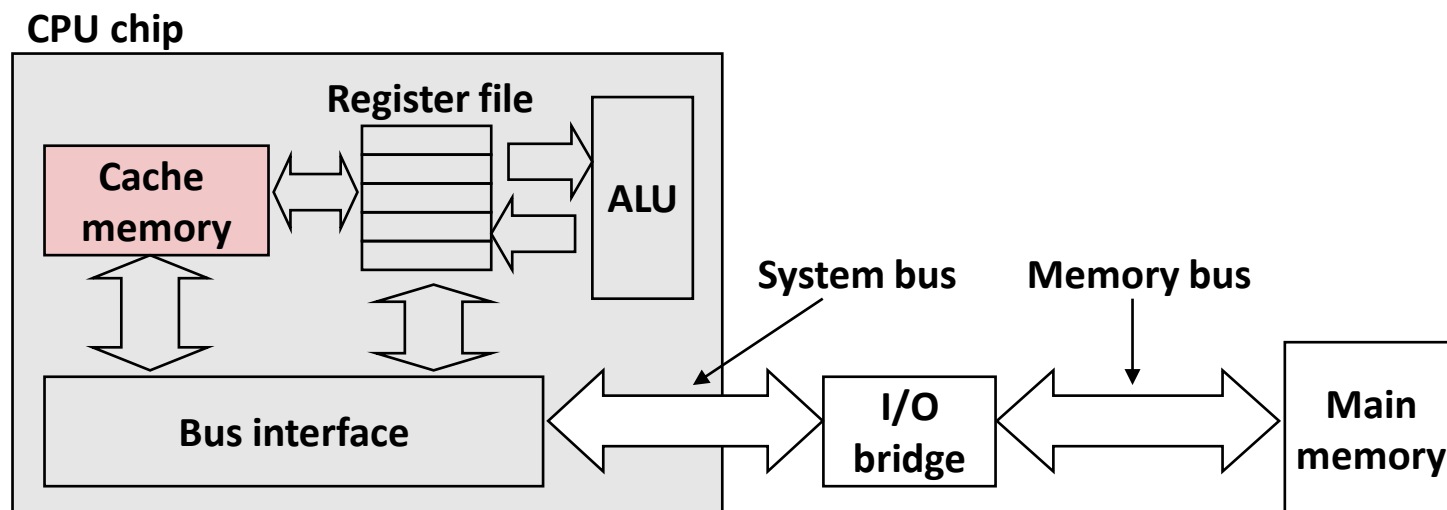 CPU chip
Register file
Cache
memory
ALU
System bus
Memory bus
Bus interface
I/O
bridge
Main
memory